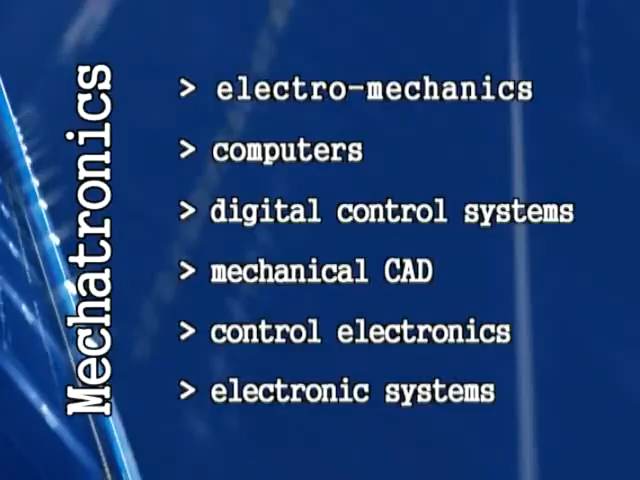 Mechatronics
> electro-mechanics
> computers
> digital control systems
> mechanical CAD
> control electronics
> electronic systems